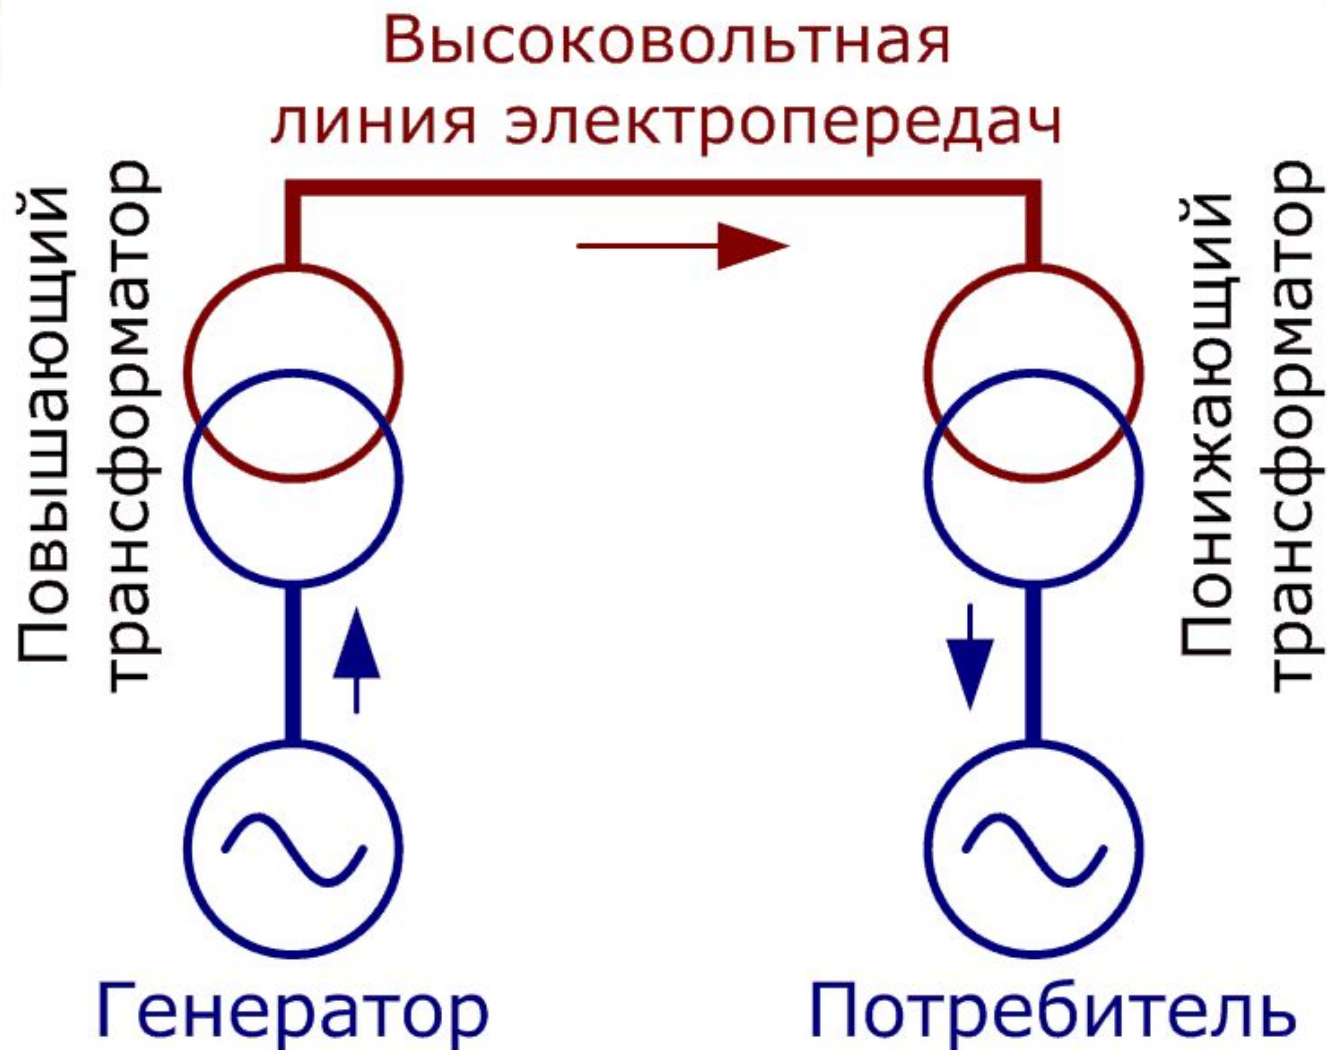 Высоковольтная
линия электропередач
Повышающий
трансформатор
Понижающий
трансформатор
Генератор
Потребитель